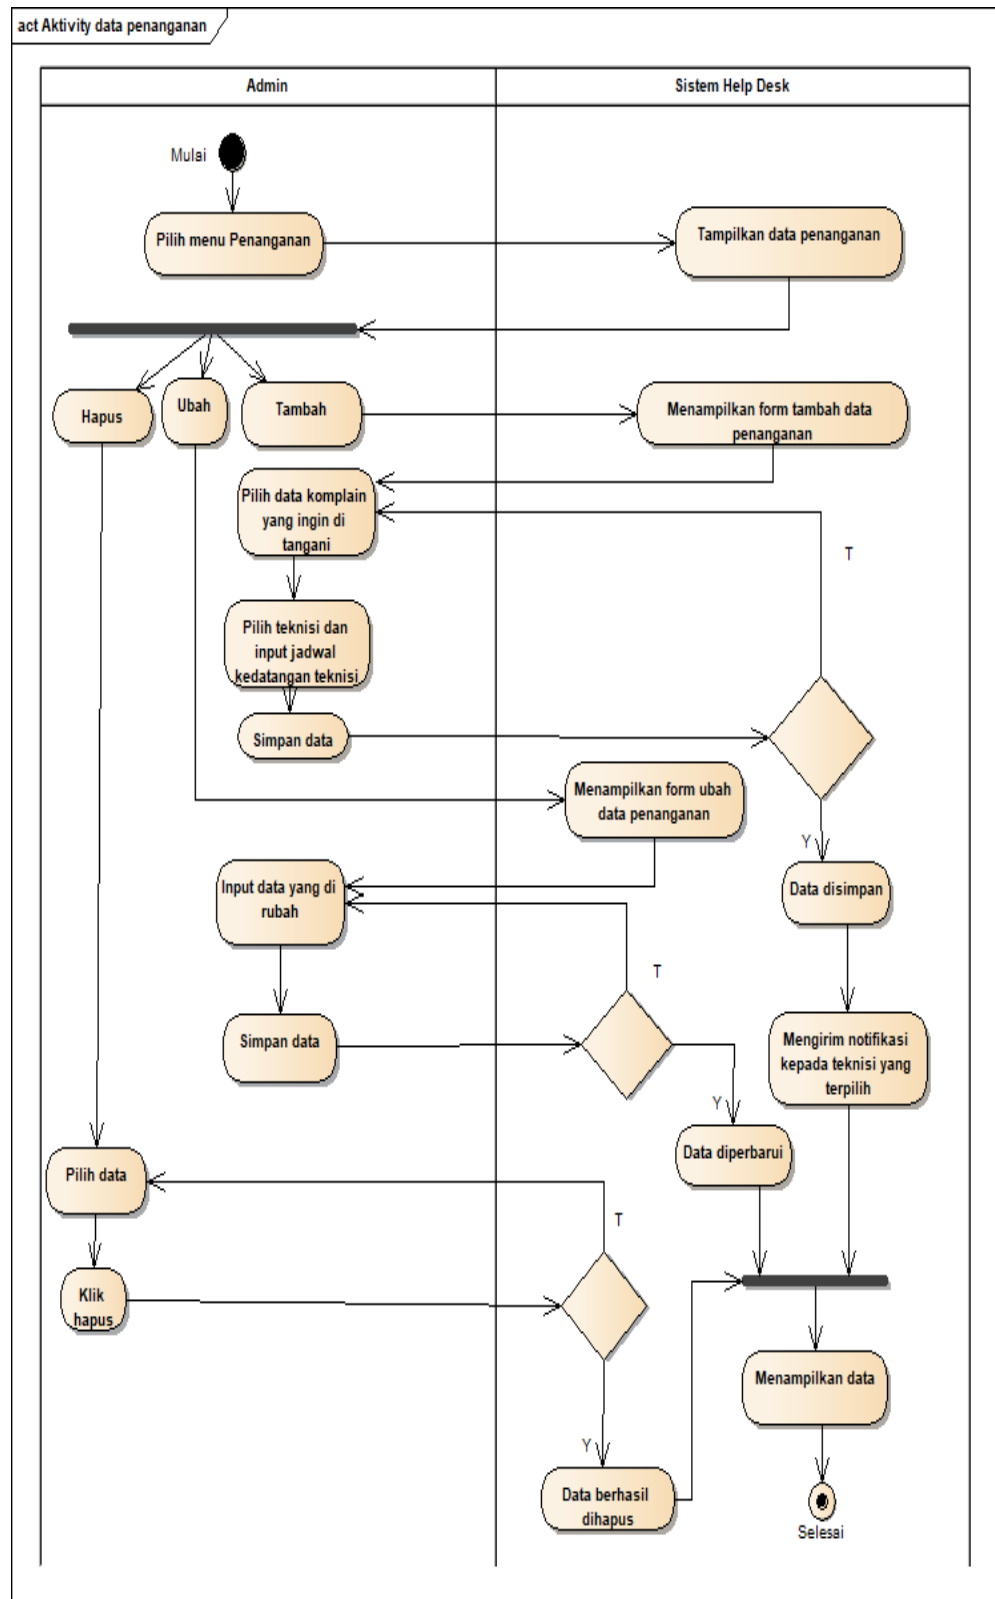 act Aktivity data penanganan
Admin
Sistem Help Desk
Mulai
Pilih menu Penanganan
Tampilkan data penanganan
Hapus
Ubah
Tambah
Menampilkan form tambah data
penanganan
Pilih data komplain
yang ingin di
tangani
T
Pilih teknisi dan
input jadwal
kedatangan teknisi
Simpan data
Menampilkan form ubah
data penanganan
Y
Data disimpan
Input data yang di
rubah
T
Simpan data
Mengirim notifikasi
kepada teknisi yang
terpilih
Y
Data diperbarui
Pilih data
T
Klik
hapus
Menampilkan data
Y
Data berhasil
dihapus
Selesai